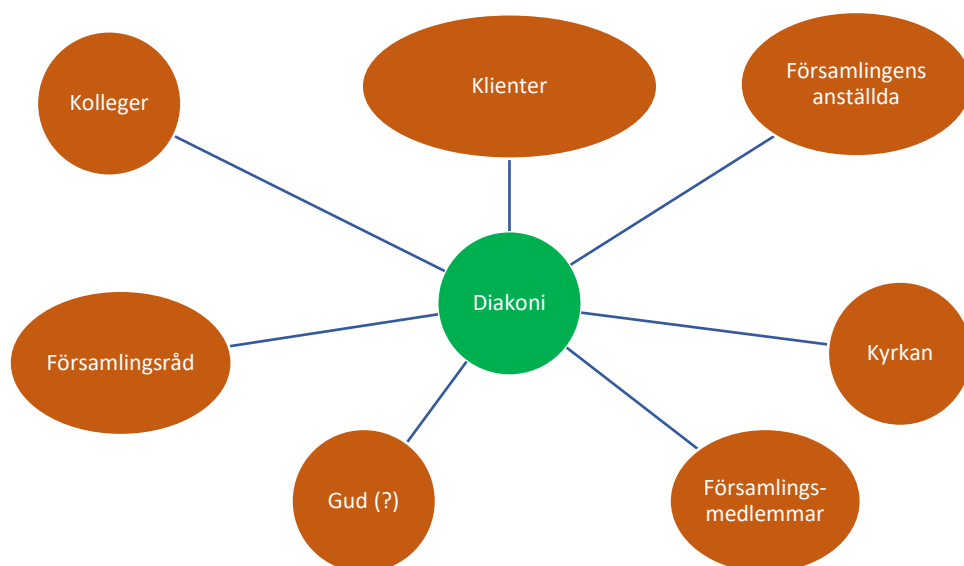 Kolleger
Klienter
Församlingens
anställda
Diakoni
Församlingsråd
Kyrkan
Gud (?)
Församlings-
medlemmar